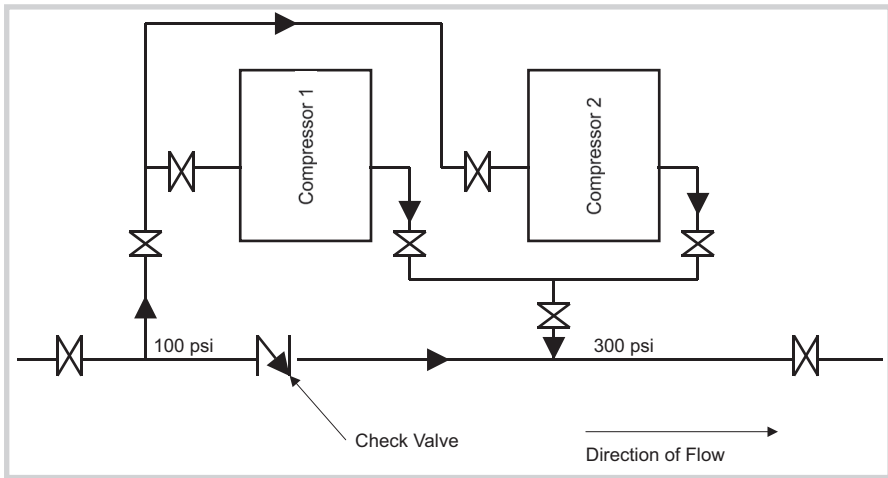 Compressor 1
Compressor 2
100 psi
300 psi
Check Valve
Direction of Flow